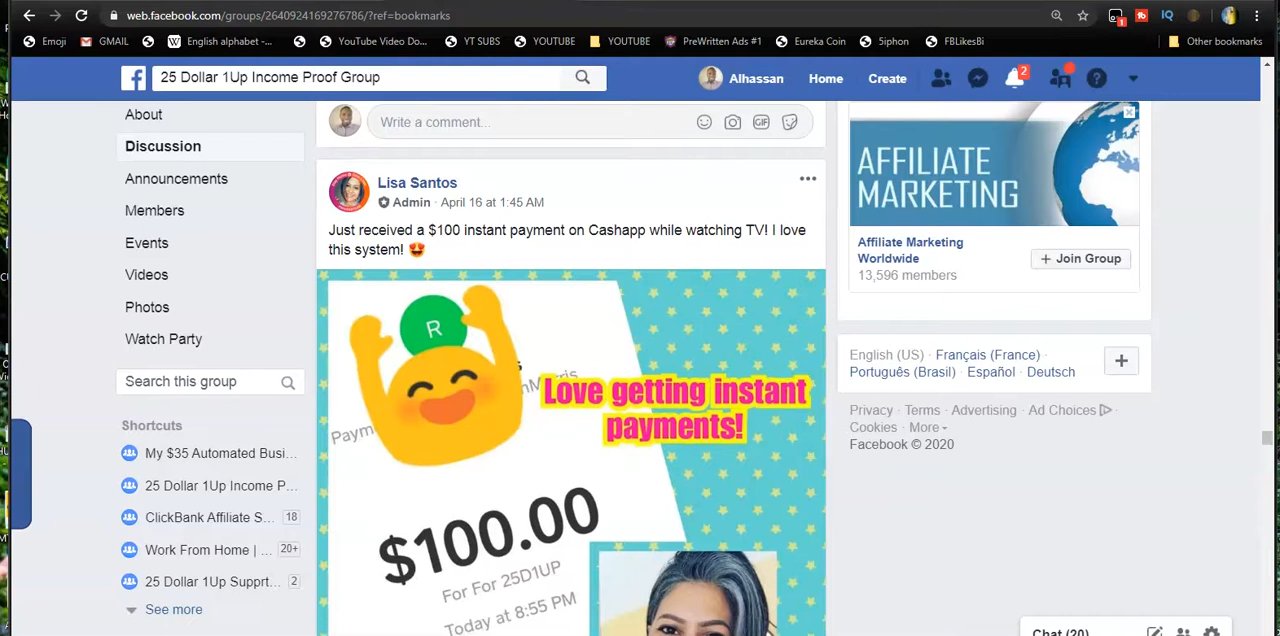 web.facebook.com/groups/2640924169276786/?ref=bookmarks
Emoji
GMAIL
English alphabet -...
YouTube Video Do...
YT SUBS
YOUTUBE
YOUTUBE
PreWritten Ads #1
Eureka Coin
5iphon
FBLikesBi
Other bookmarks
25 Dollar 1Up Income Proof Group
Alhassan
Home
Create
2
About
Discussion
Announcements
Members
Events
Videos
Photos
Watch Party
Search this group
Shortcuts
My $35 Automated Busi...
25 Dollar 1Up Income P...
ClickBank Affiliate S... 18
Work From Home | ... 20+
25 Dollar 1Up Supprt... 2
See more
Write a comment...
GIF
Lisa Santos
Admin · April 16 at 1:45 AM
Just received a $100 instant payment on Cashapp while watching TV! I love
this system!
R
Love getting instant
payments!
$100.00
For For 25D1UP
Today at 8:55 PM
AFFILIATE
MARKETING
Affiliate Marketing
Worldwide
13,596 members
+ Join Group
English (US) · Français (France) ·
Português (Brasil) · Español · Deutsch
Privacy · Terms · Advertising · Ad Choices ·
Cookies · More
Facebook © 2020
Chat (20)